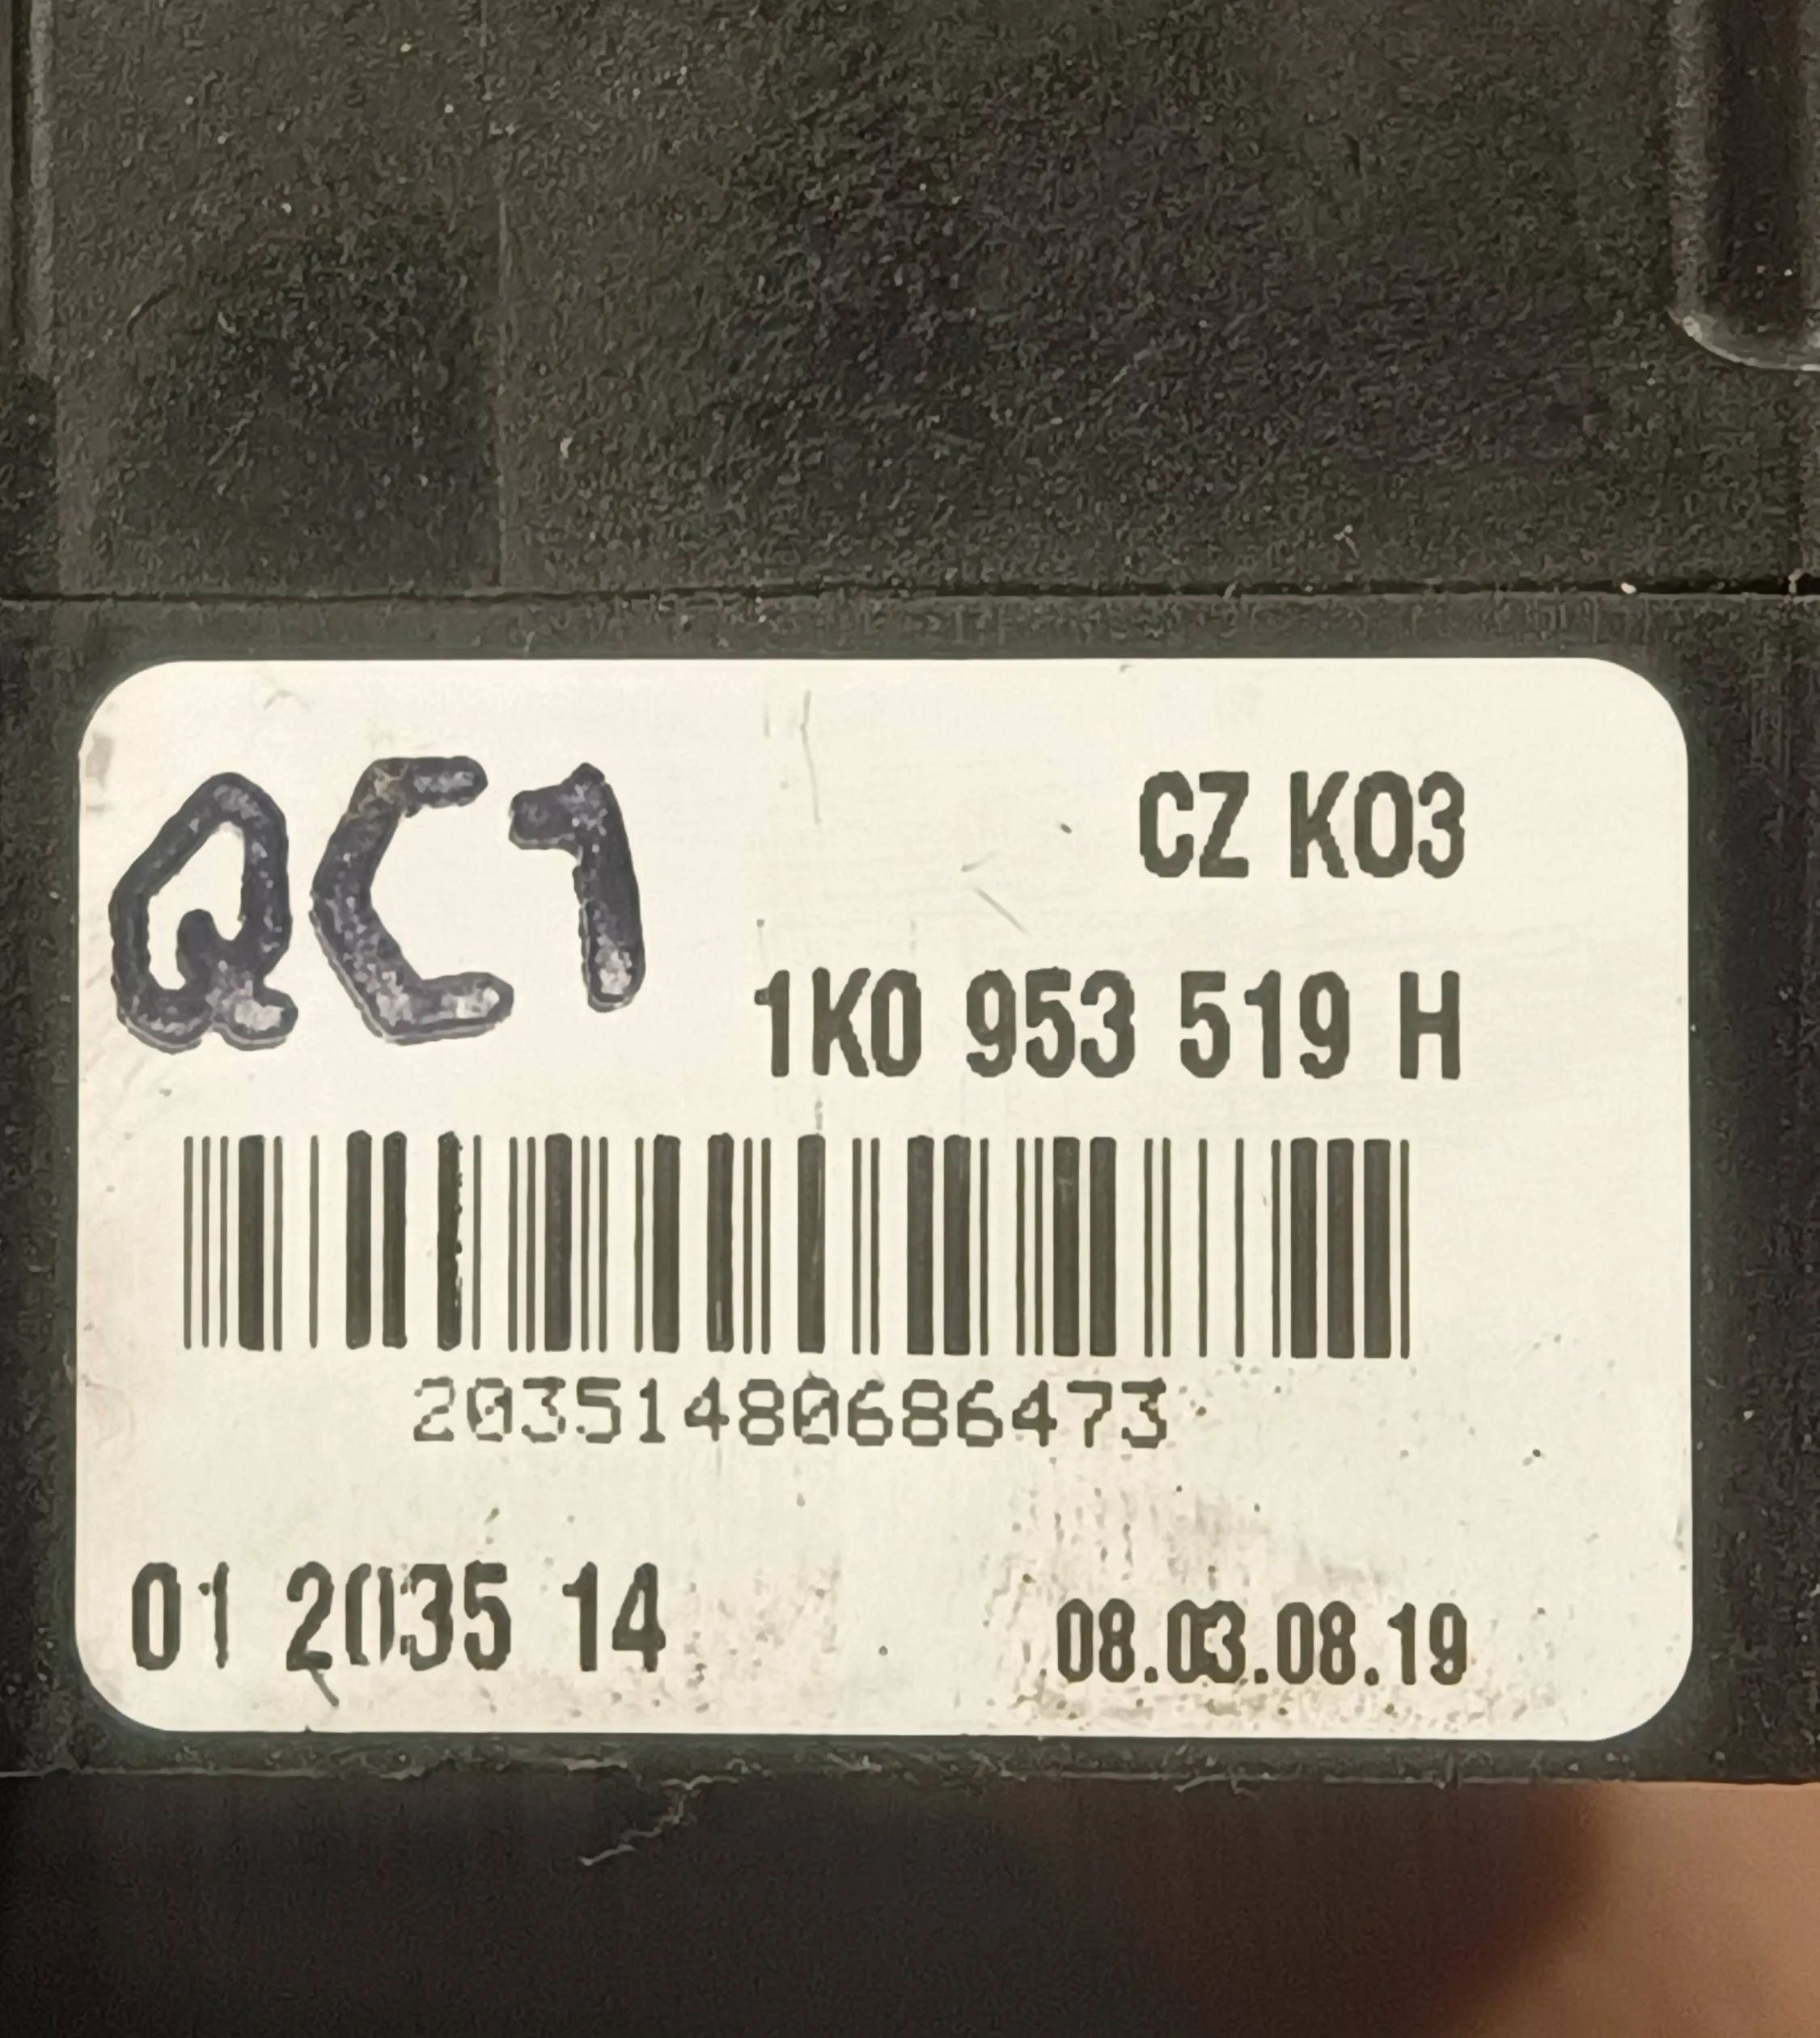 QC1
CZ K03
1K0 953 519 H
20351480686473
01 2035 14
08.03.08.19